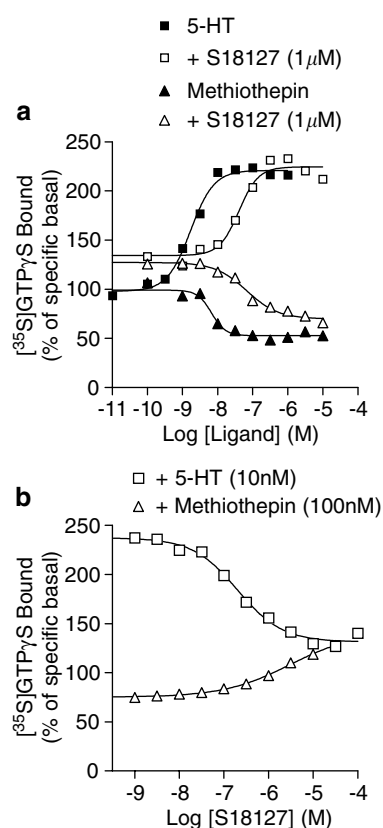 ■ 5-HT
□ + S18127 (1μM)
▲ Methiothepin
△ + S18127 (1μM)
a
250
200
150
100
50
0
[³⁵S]GTPγS Bound
(% of specific basal)
-11 -10 -9 -8 -7 -6 -5 -4
Log [Ligand] (M)
b
□ + 5-HT (10nM)
△ + Methiothepin (100nM)
250
200
150
100
50
0
[³⁵S]GTPγS Bound
(% of specific basal)
-9 -8 -7 -6 -5 -4
Log [S18127] (M)